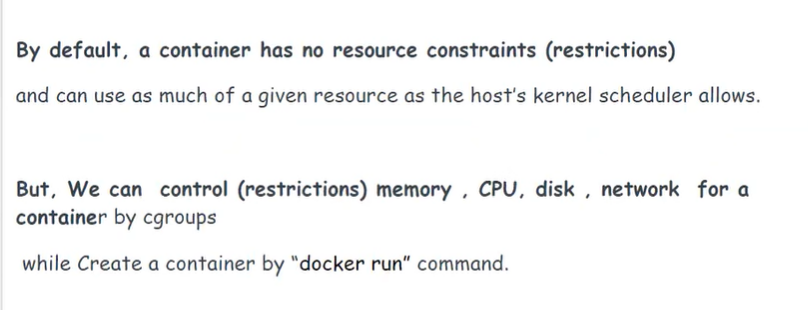 By default, a container has no resource constraints (restrictions)
and can use as much of a given resource as the host's kernel scheduler allows.
But, We can control (restrictions) memory , CPU, disk , network for a
container by cgroups
while Create a container by "docker run" command.